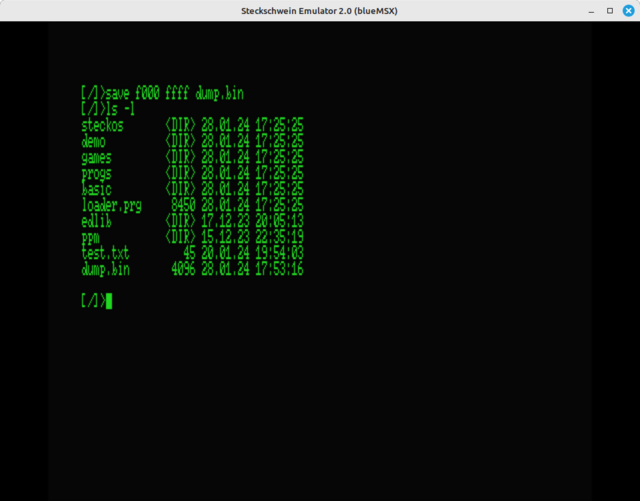 Steckschwein Emulator 2.0 (blueMSX)
[/]>save f000 ffff dump.bin
[/]>ls -l
steckos       <DIR> 28.01.24 17:25:25
demo          <DIR> 28.01.24 17:25:25
games         <DIR> 28.01.24 17:25:25
progs         <DIR> 28.01.24 17:25:25
basic         <DIR> 28.01.24 17:25:25
loader.prg     8450 28.01.24 17:25:25
edlib         <DIR> 17.12.23 20:05:13
ppm           <DIR> 15.12.23 22:35:19
test.txt         45 20.01.24 19:54:03
dump.bin       4096 28.01.24 17:53:16
[/]>